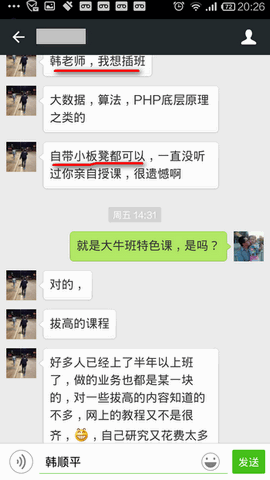 72 20:26
韩老师，我想插班
大数据，算法，PHP底层原理
之类的
自带小板凳都可以，一直没听
过你亲自授课，很遗憾啊
周五 14:31
就是大牛班特色课，是吗？
对的，
拔高的课程
好多人已经上了半年以上班
了，做的业务也都是某一块
的，对一些拔高的内容知道的
不多，网上的教程又不是很
齐，，自己研究又花费太多
韩顺平
发送